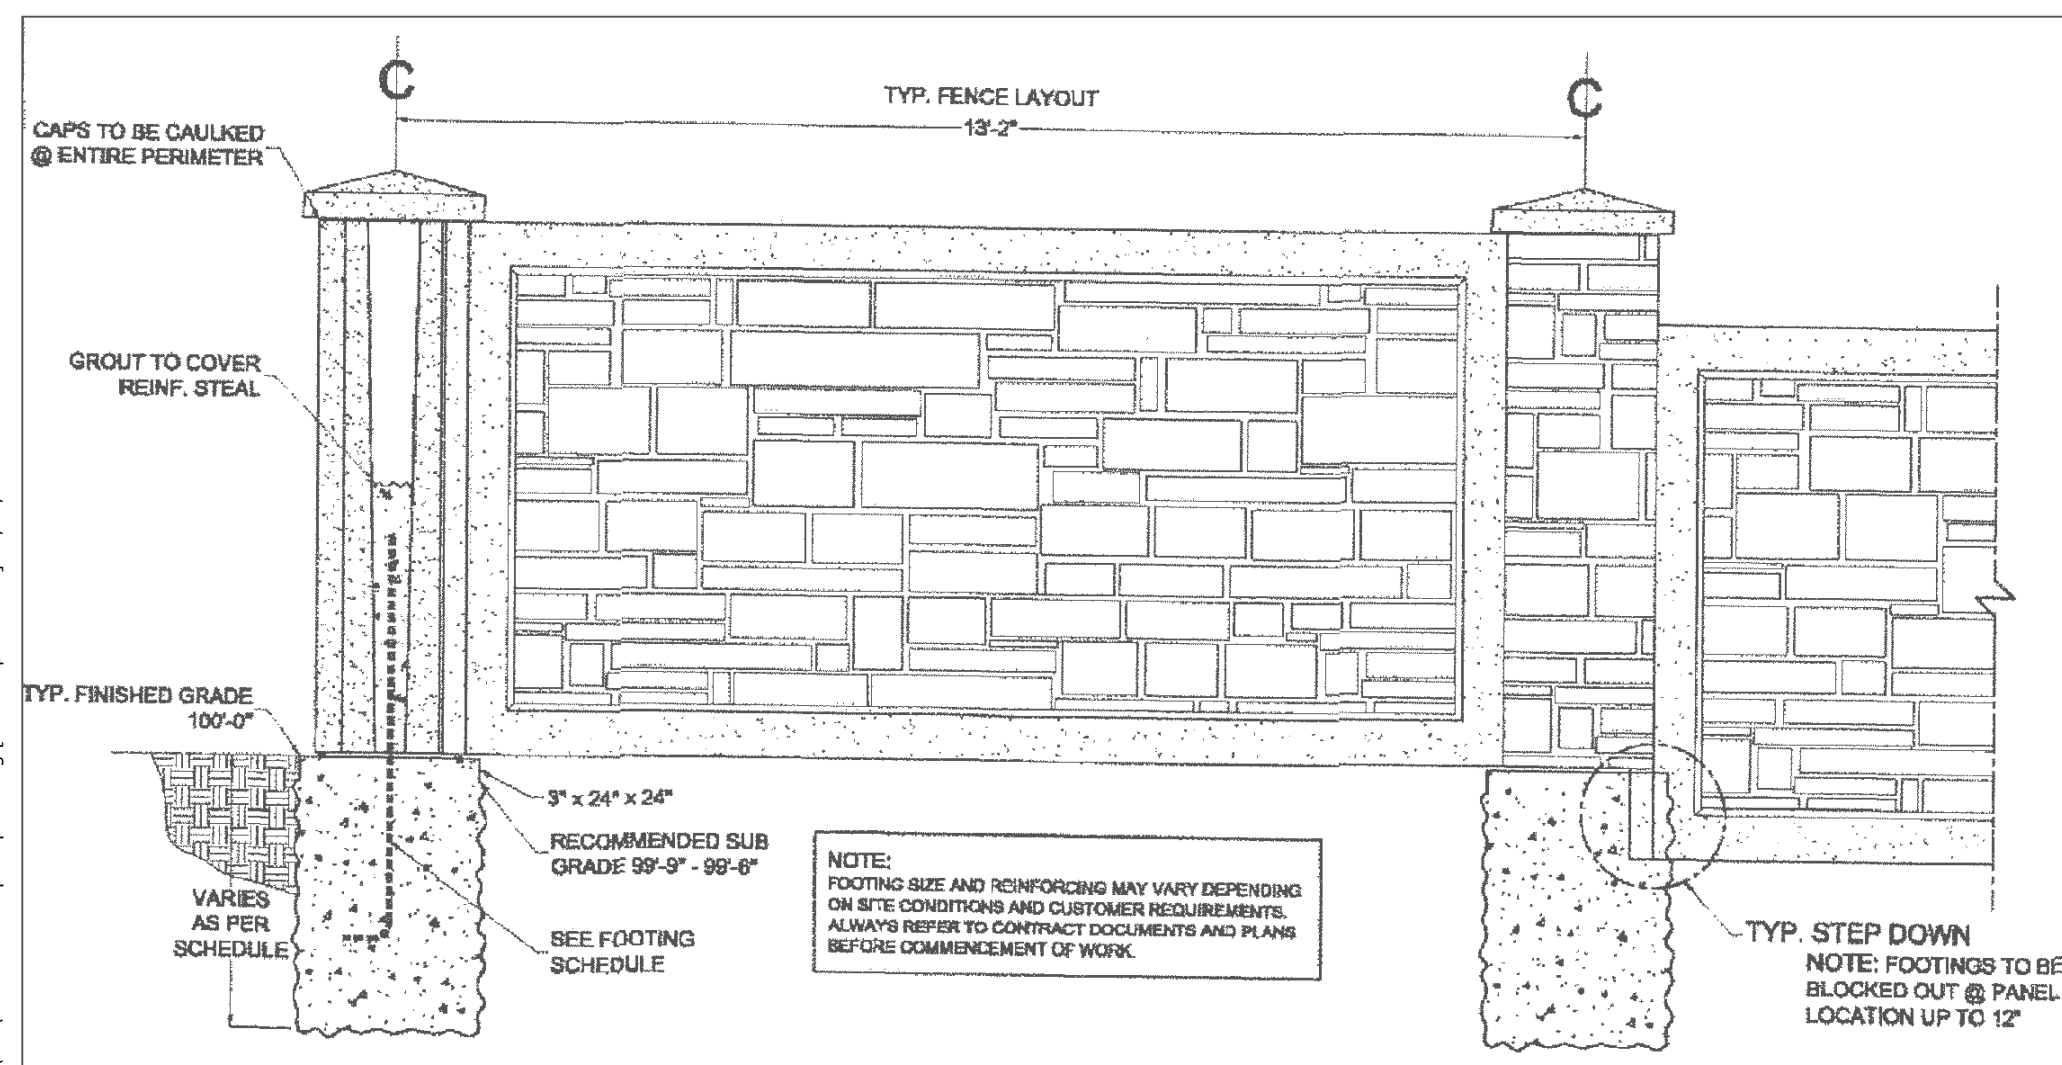 C
C
TYP. FENCE LAYOUT
13'-2"
CAPS TO BE CAULKED
@ ENTIRE PERIMETER
GROUT TO COVER
REINF. STEAL
TYP. FINISHED GRADE
100'-0"
3" x 24" x 24"
RECOMMENDED SUB
GRADE 99'-9" - 99'-6"
VARIES
AS PER
SCHEDULE
SEE FOOTING
SCHEDULE
NOTE:
FOOTING SIZE AND REINFORCING MAY VARY DEPENDING
ON SITE CONDITIONS AND CUSTOMER REQUIREMENTS.
ALWAYS REFER TO CONTRACT DOCUMENTS AND PLANS
BEFORE COMMENCEMENT OF WORK.
TYP. STEP DOWN
NOTE: FOOTINGS TO BE
BLOCKED OUT @ PANEL
LOCATION UP TO 12"